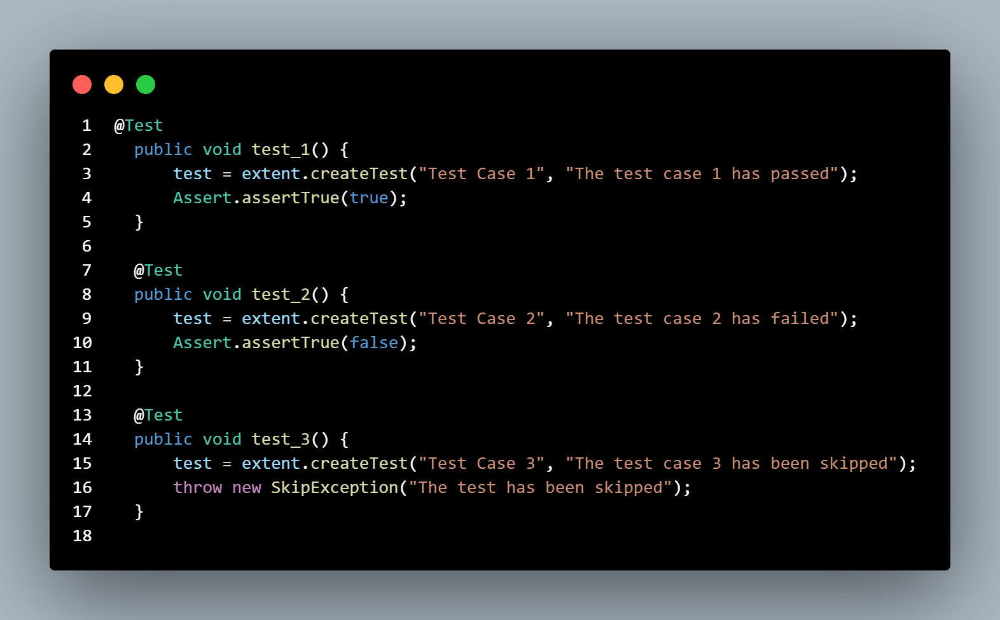 1 @Test
2   public void test_1() {
3       test = extent.createTest("Test Case 1", "The test case 1 has passed");
4       Assert.assertTrue(true);
5   }
6
7   @Test
8   public void test_2() {
9       test = extent.createTest("Test Case 2", "The test case 2 has failed");
10       Assert.assertTrue(false);
11   }
12
13   @Test
14   public void test_3() {
15       test = extent.createTest("Test Case 3", "The test case 3 has been skipped");
16       throw new SkipException("The test has been skipped");
17   }
18